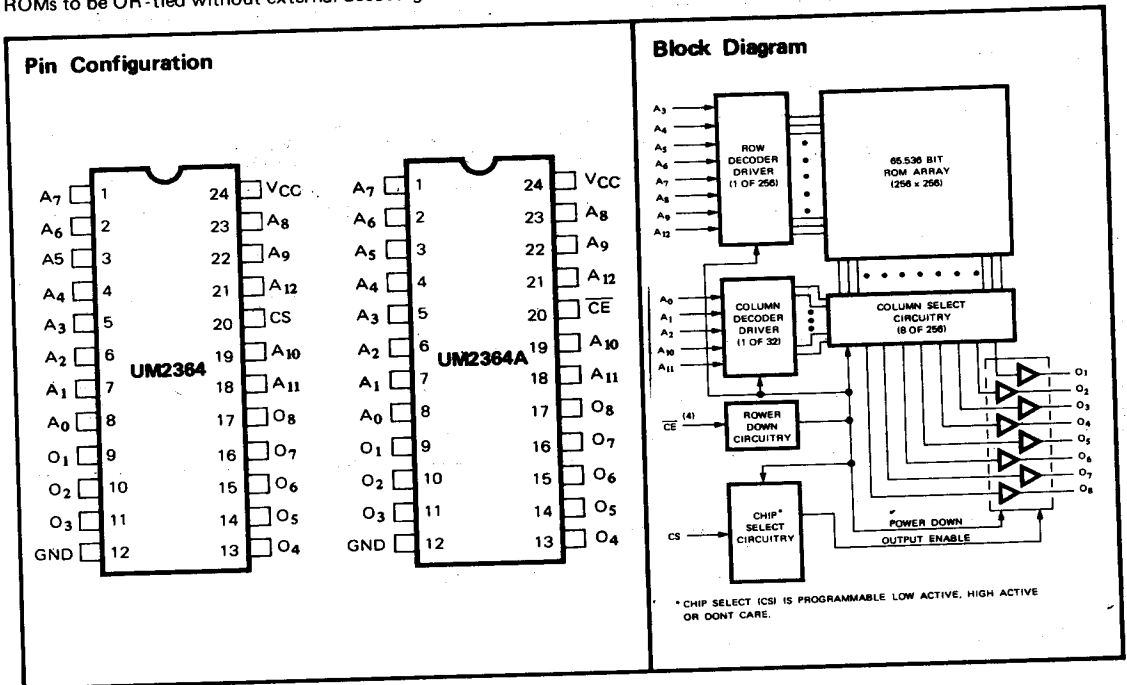 ROMs to be OR-tied without external
Pin Configuration
A7 1 24 VCC
A6 2 23 A8
A5 3 22 A9
A4 4 21 A12
A3 5 20 CS
A2 6 19 A10
A1 7 18 A11
A0 8 17 O8
O1 9 16 O7
O2 10 15 O6
O3 11 14 O5
GND 12 13 O4
UM2364
A7 1 24 VCC
A6 2 23 A8
A5 3 22 A9
A4 4 21 A12
A3 5 20 CE
A2 6 19 A10
A1 7 18 A11
A0 8 17 O8
O1 9 16 O7
O2 10 15 O6
O3 11 14 O5
GND 12 13 O4
UM2364A
Block Diagram
A3
A4
A5
A6
A7
A8
A9
A12
ROW
DECODER
DRIVER
(1 OF 256)
65.536 BIT
ROM ARRAY
(256 x 256)
A0
A1
A2
A10
A11
COLUMN
DECODER
DRIVER
(1 OF 32)
COLUMN SELECT
CIRCUITRY
(8 OF 256)
CE (4)
ROWER
DOWN
CIRCUITRY
CS
CHIP*
SELECT
CIRCUITRY
O1
O2
O3
O4
O5
O6
O7
O8
POWER DOWN
OUTPUT ENABLE
* CHIP SELECT (CS) IS PROGRAMMABLE LOW ACTIVE, HIGH ACTIVE
OR DONT CARE.